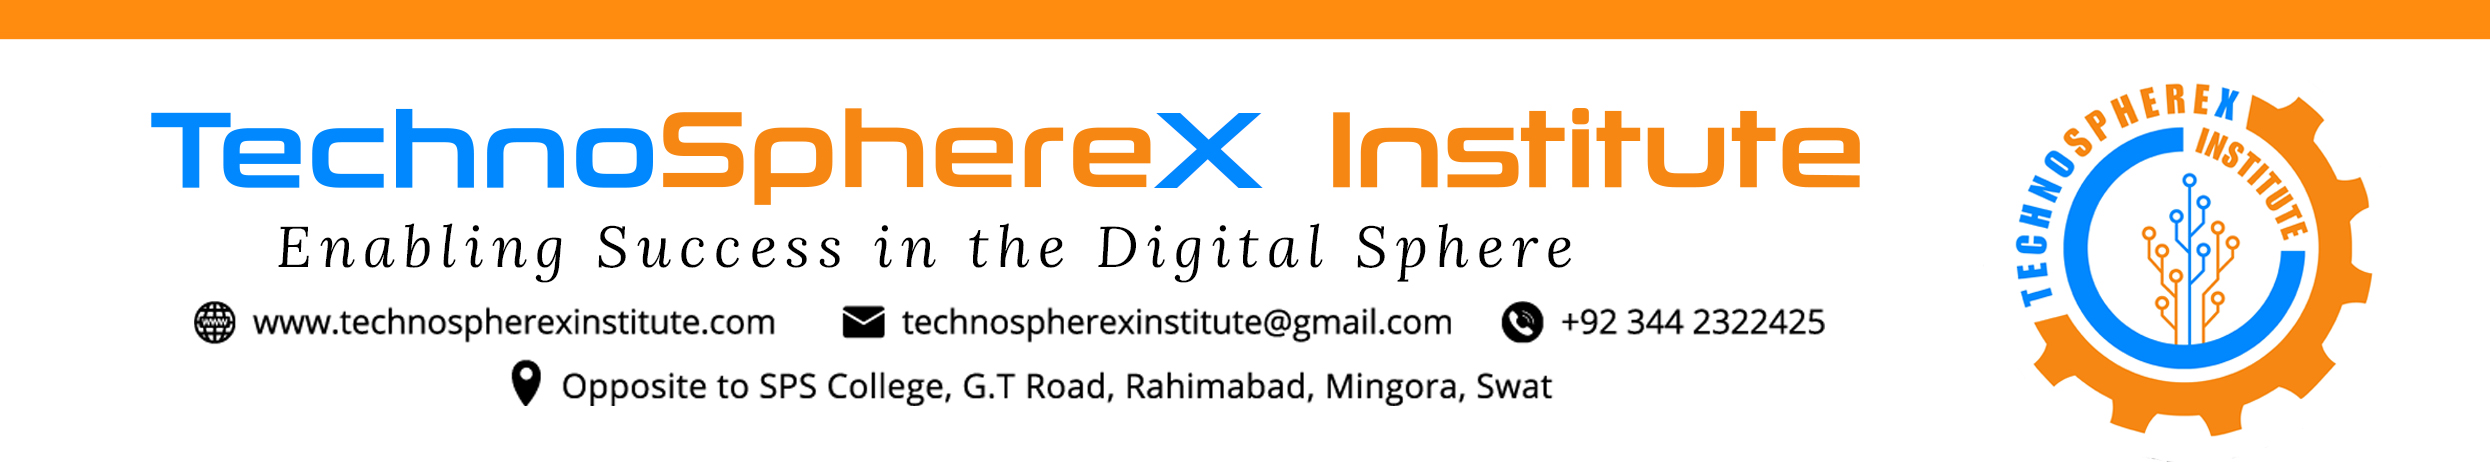 TechnoSphereX Institute
Enabling Success in the Digital Sphere
www.technospherexinstitute.com technospherexinstitute@gmail.com +92 344 2322425
Opposite to SPS College, G.T Road, Rahimabad, Mingora, Swat
TECHNOSPHEREX
INSTITUTE